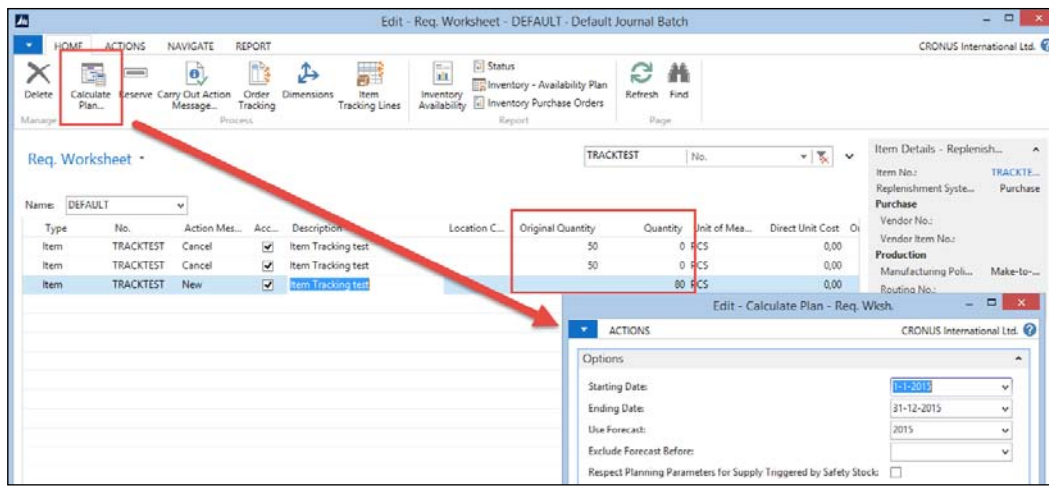 Edit - Req. Worksheet - DEFAULT - Default Journal Batch
HOME ACTIONS NAVIGATE REPORT CRONUS International Ltd.
Delete
Calculate Plan...
Reserve
Carry Out Action Message...
Order Tracking
Dimensions
Item Tracking Lines
Inventory Availability
Status
Inventory - Availability Plan
Inventory Purchase Orders
Refresh
Find
Manage Process Report Page
Req. Worksheet
TRACKTEST No.
Name: DEFAULT
Type No. Action Mes... Acc... Description Location C... Original Quantity Quantity Unit of Mea... Direct Unit Cost
Item TRACKTEST Cancel Item Tracking test 50 0 PCS 0,00
Item TRACKTEST Cancel Item Tracking test 50 0 PCS 0,00
Item TRACKTEST New Item Tracking test 80 PCS 0,00
Item Details - Replenish...
Item No.: TRACKTE...
Replenishment Syste... Purchase
Purchase
Vendor No.:
Vendor Item No.:
Production
Manufacturing Poli... Make-to-...
Routing No.:
Edit - Calculate Plan - Req. Wksh.
ACTIONS CRONUS International Ltd.
Options
Starting Date: 1-1-2015
Ending Date: 31-12-2015
Use Forecast: 2015
Exclude Forecast Before:
Respect Planning Parameters for Supply Triggered by Safety Stock: